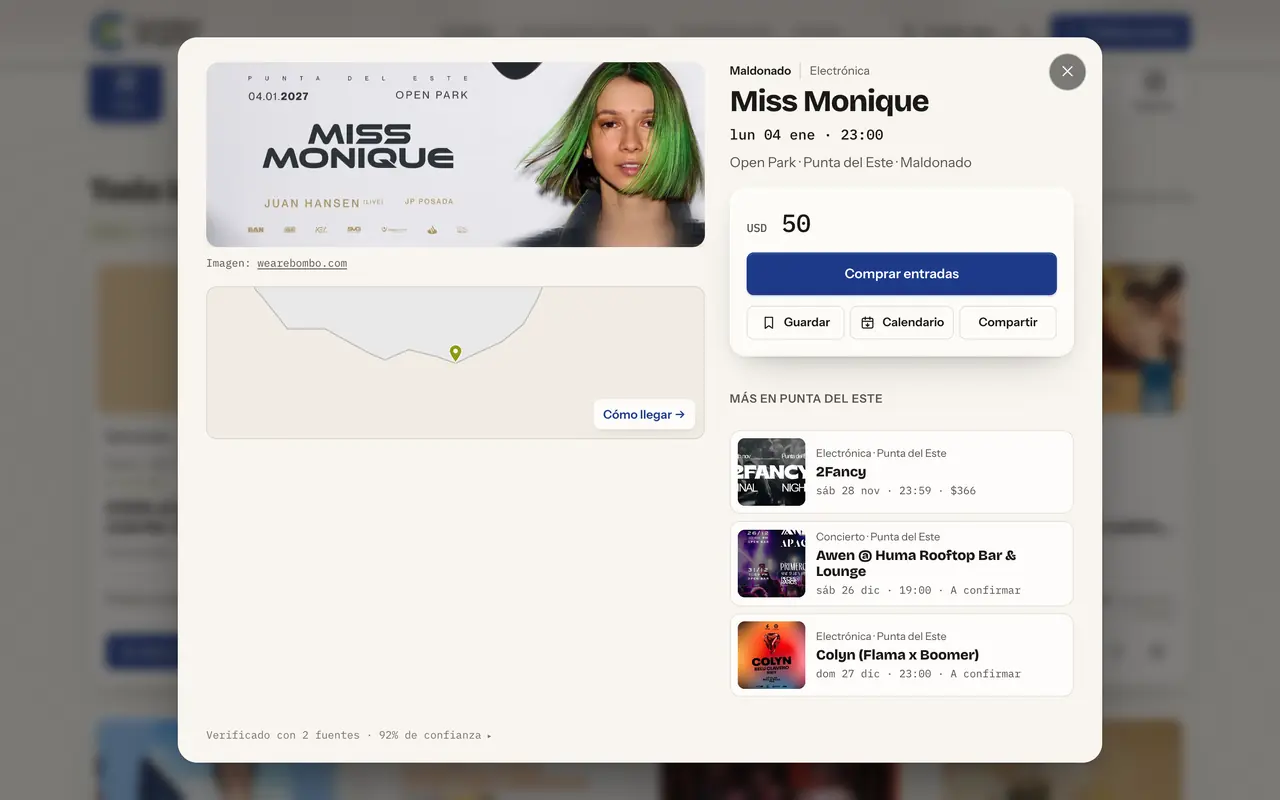 PUNTA DEL ESTE
04.01.2027
OPEN PARK
MISS
MONIQUE
JUAN HANSEN (LIVE)
JP POSADA
Imagen: wearebombo.com
Cómo llegar →
Verificado con 2 fuentes · 92% de confianza ▸
Maldonado | Electrónica
Miss Monique
lun 04 ene · 23:00
Open Park · Punta del Este · Maldonado
USD 50
Comprar entradas
Guardar
Calendario
Compartir
MÁS EN PUNTA DEL ESTE
2FANCY
Electrónica · Punta del Este
2Fancy
sáb 28 nov · 23:59 · $366
Concierto · Punta del Este
Awen @ Huma Rooftop Bar &
Lounge
sáb 26 dic · 19:00 · A confirmar
COLYN
Electrónica · Punta del Este
Colyn (Flama x Boomer)
dom 27 dic · 23:00 · A confirmar